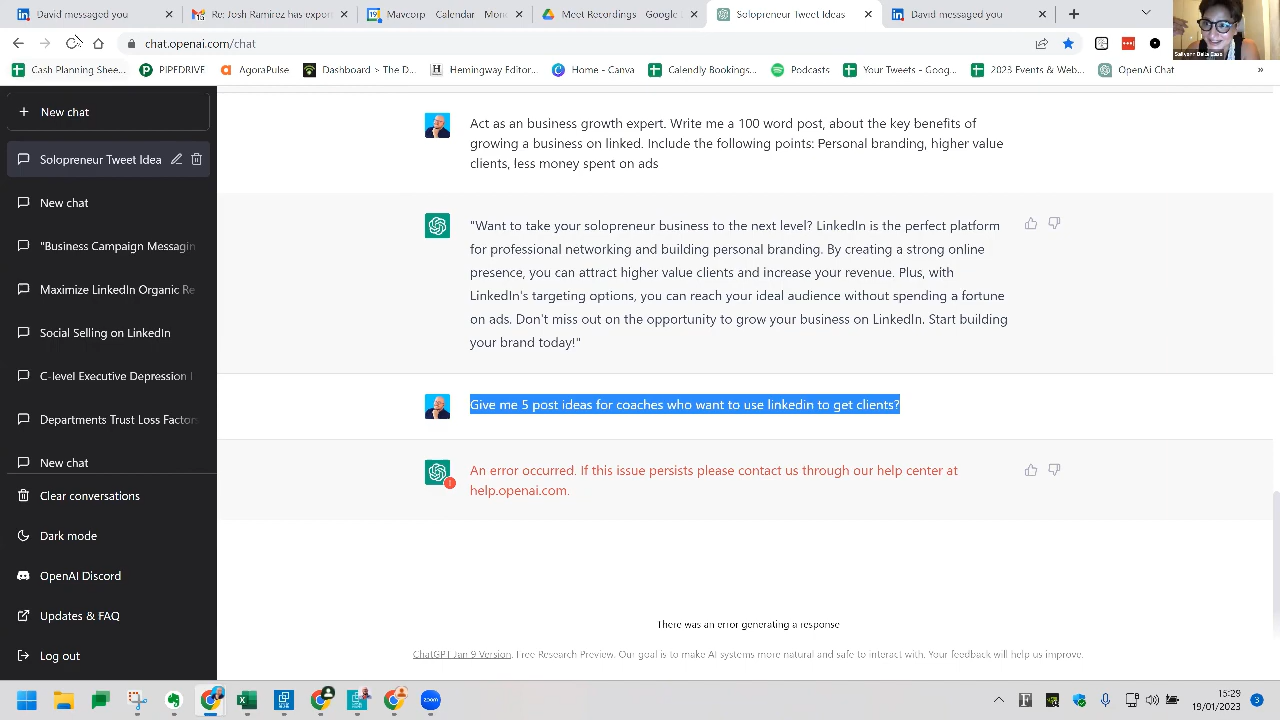 David messaged you
Re: Josh Ramirez has expor
Mavcorp - Calendar - Mon
Meet Recordings - Google
Solopreneur Tweet Ideas
David messaged you
chat.openai.com/chat
Cash Planning Shee...
PIPEDRIVE
AgoraPulse
Dashboard > The D...
Hemingway Editor
Home - Canva
Calendly Bookings...
Podcasts
Your Tweets - Goog...
2023 Events & Web...
OpenAI Chat
»
New chat
Solopreneur Tweet Idea
New chat
"Business Campaign Messagin
Maximize LinkedIn Organic Re
Social Selling on LinkedIn
C-level Executive Depression I
Departments Trust Loss Factors
New chat
Clear conversations
Dark mode
OpenAI Discord
Updates & FAQ
Log out
Act as an business growth expert. Write me a 100 word post, about the key benefits of
growing a business on linked. Include the following points: Personal branding, higher value
clients, less money spent on ads
"Want to take your solopreneur business to the next level? LinkedIn is the perfect platform
for professional networking and building personal branding. By creating a strong online
presence, you can attract higher value clients and increase your revenue. Plus, with
LinkedIn's targeting options, you can reach your ideal audience without spending a fortune
on ads. Don't miss out on the opportunity to grow your business on LinkedIn. Start building
your brand today!"
Give me 5 post ideas for coaches who want to use linkedin to get clients?
An error occurred. If this issue persists please contact us through our help center at
help.openai.com.
There was an error generating a response
ChatGPT Jan 9 Version. Free Research Preview. Our goal is to make AI systems more natural and safe to interact with. Your feedback will help us improve.
15:29
19/01/2023
3